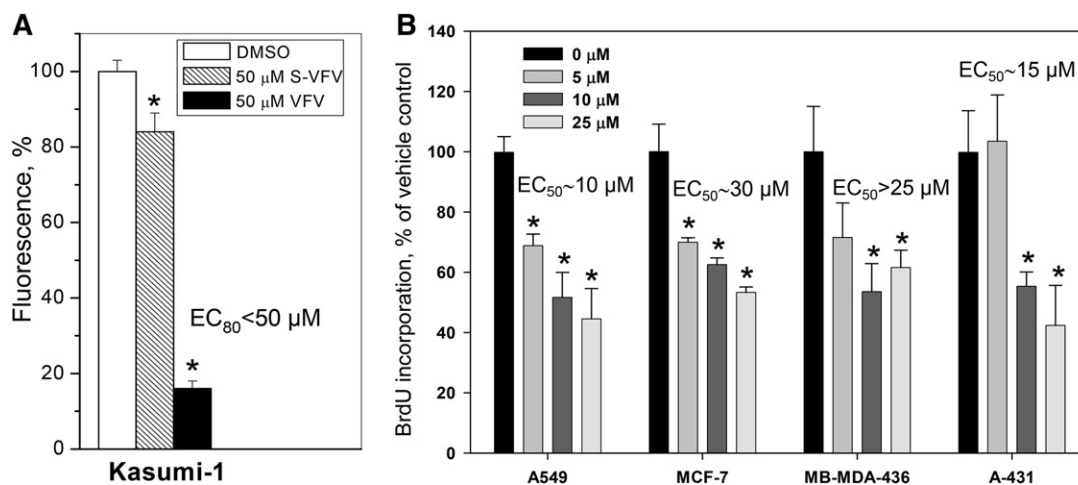 A
DMSO
50 μM S-VFV
50 μM VFV
100
80
60
40
20
0
Fluorescence, %
*
*
EC80<50 μM
Kasumi-1
B
140
120
100
80
60
40
20
0
BrdU incorporation, % of vehicle control
0 μM
5 μM
10 μM
25 μM
EC50~10 μM
* * *
EC50~30 μM
* * *
EC50>25 μM
* *
EC50~15 μM
* *
A549 MCF-7 MB-MDA-436 A-431